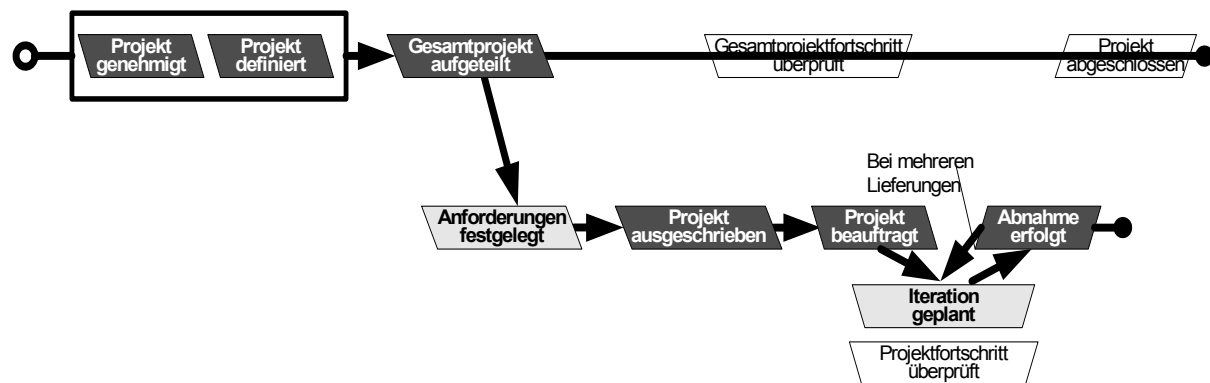 Projekt
genehmigt
Projekt
definiert
Gesamtprojekt
aufgeteilt
Gesamtprojektfortschritt
überprüft
Projekt
abgeschlossen
Bei mehreren
Lieferungen
Anforderungen
festgelegt
Projekt
ausgeschrieben
Projekt
beauftragt
Abnahme
erfolgt
Iteration
geplant
Projektfortschritt
überprüft